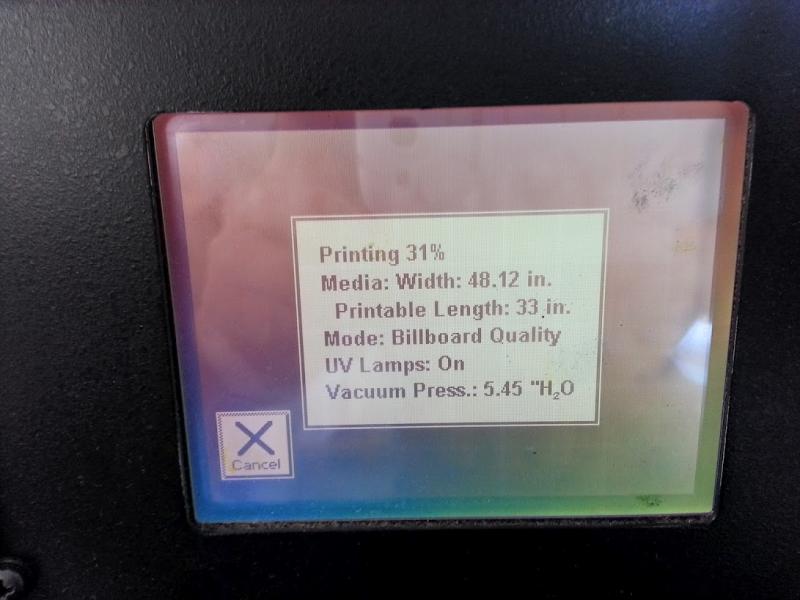 Printing 31%
Media: Width: 48.12 in.
Printable Length: 33 in.
Mode: Billboard Quality
UV Lamps: On
Vacuum Press.: 5.45 "H₂O
Cancel